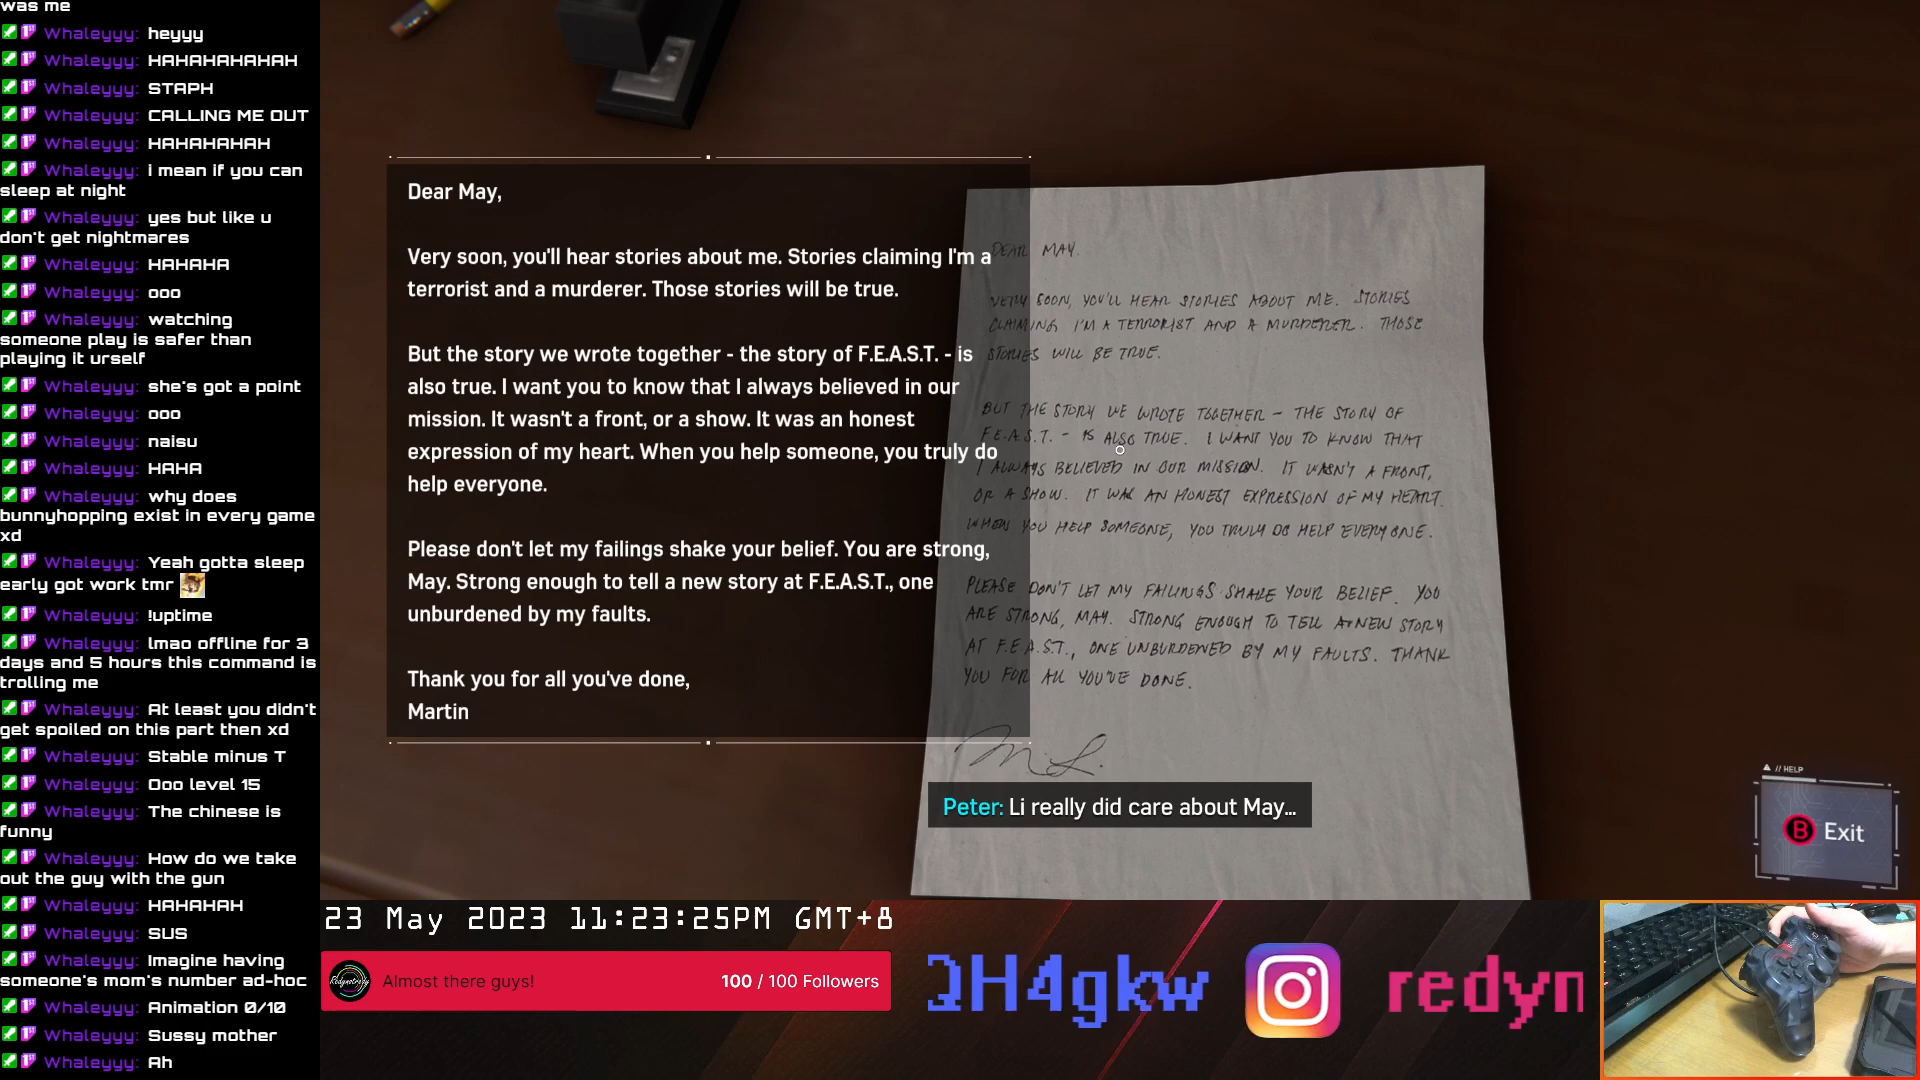 was me
Whaleyyy: heyyy
Whaleyyy: HAHAHAHAHAH
Whaleyyy: STAPH
Whaleyyy: CALLING ME OUT
Whaleyyy: HAHAHAHAH
Whaleyyy: i mean if you can
sleep at night
Whaleyyy: yes but like u
don't get nightmares
Whaleyyy: HAHAHA
Whaleyyy: ooo
Whaleyyy: watching
someone play is safer than
playing it urself
Whaleyyy: she's got a point
Whaleyyy: ooo
Whaleyyy: naisu
Whaleyyy: HAHA
Whaleyyy: why does
bunnyhopping exist in every game
xd
Whaleyyy: Yeah gotta sleep
early got work tmr
Whaleyyy: !uptime
Whaleyyy: lmao offline for 3
days and 5 hours this command is
trolling me
Whaleyyy: At least you didn't
get spoiled on this part then xd
Whaleyyy: Stable minus T
Whaleyyy: Ooo level 15
Whaleyyy: The chinese is
funny
Whaleyyy: How do we take
out the guy with the gun
Whaleyyy: HAHAHAH
Whaleyyy: SUS
Whaleyyy: Imagine having
someone's mom's number ad-hoc
Whaleyyy: Animation 0/10
Whaleyyy: Sussy mother
Whaleyyy: Ah
Dear May,
Very soon, you'll hear stories about me. Stories claiming I'm a
terrorist and a murderer. Those stories will be true.
But the story we wrote together - the story of F.E.A.S.T. - is
also true. I want you to know that I always believed in our
mission. It wasn't a front, or a show. It was an honest
expression of my heart. When you help someone, you truly do
help everyone.
Please don't let my failings shake your belief. You are strong,
May. Strong enough to tell a new story at F.E.A.S.T., one
unburdened by my faults.
Thank you for all you've done,
Martin
DEAR MAY.
VERY SOON, YOU'LL HEAR STORIES ABOUT ME. STORIES
CLAIMING I'M A TERRORIST AND A MURDERER. THOSE
STORIES WILL BE TRUE.
BUT THE STORY WE WROTE TOGETHER - THE STORY OF
F.E.A.S.T. - IS ALSO TRUE. I WANT YOU TO KNOW THAT
I ALWAYS BELIEVED IN OUR MISSION. IT WASN'T A FRONT,
OR A SHOW. IT WAS AN HONEST EXPRESSION OF MY HEART.
WHEN YOU HELP SOMEONE, YOU TRULY DO HELP EVERYONE.
PLEASE DON'T LET MY FAILINGS SHAKE YOUR BELIEF. YOU
ARE STRONG, MAY. STRONG ENOUGH TO TELL A NEW STORY
AT F.E.A.S.T., ONE UNBURDENED BY MY FAULTS. THANK
YOU FOR ALL YOU'VE DONE.
M L.
Peter: Li really did care about May...
// HELP
B Exit
23 May 2023 11:23:25PM GMT+8
Almost there guys! 100 / 100 Followers
QH4gkw
redyn